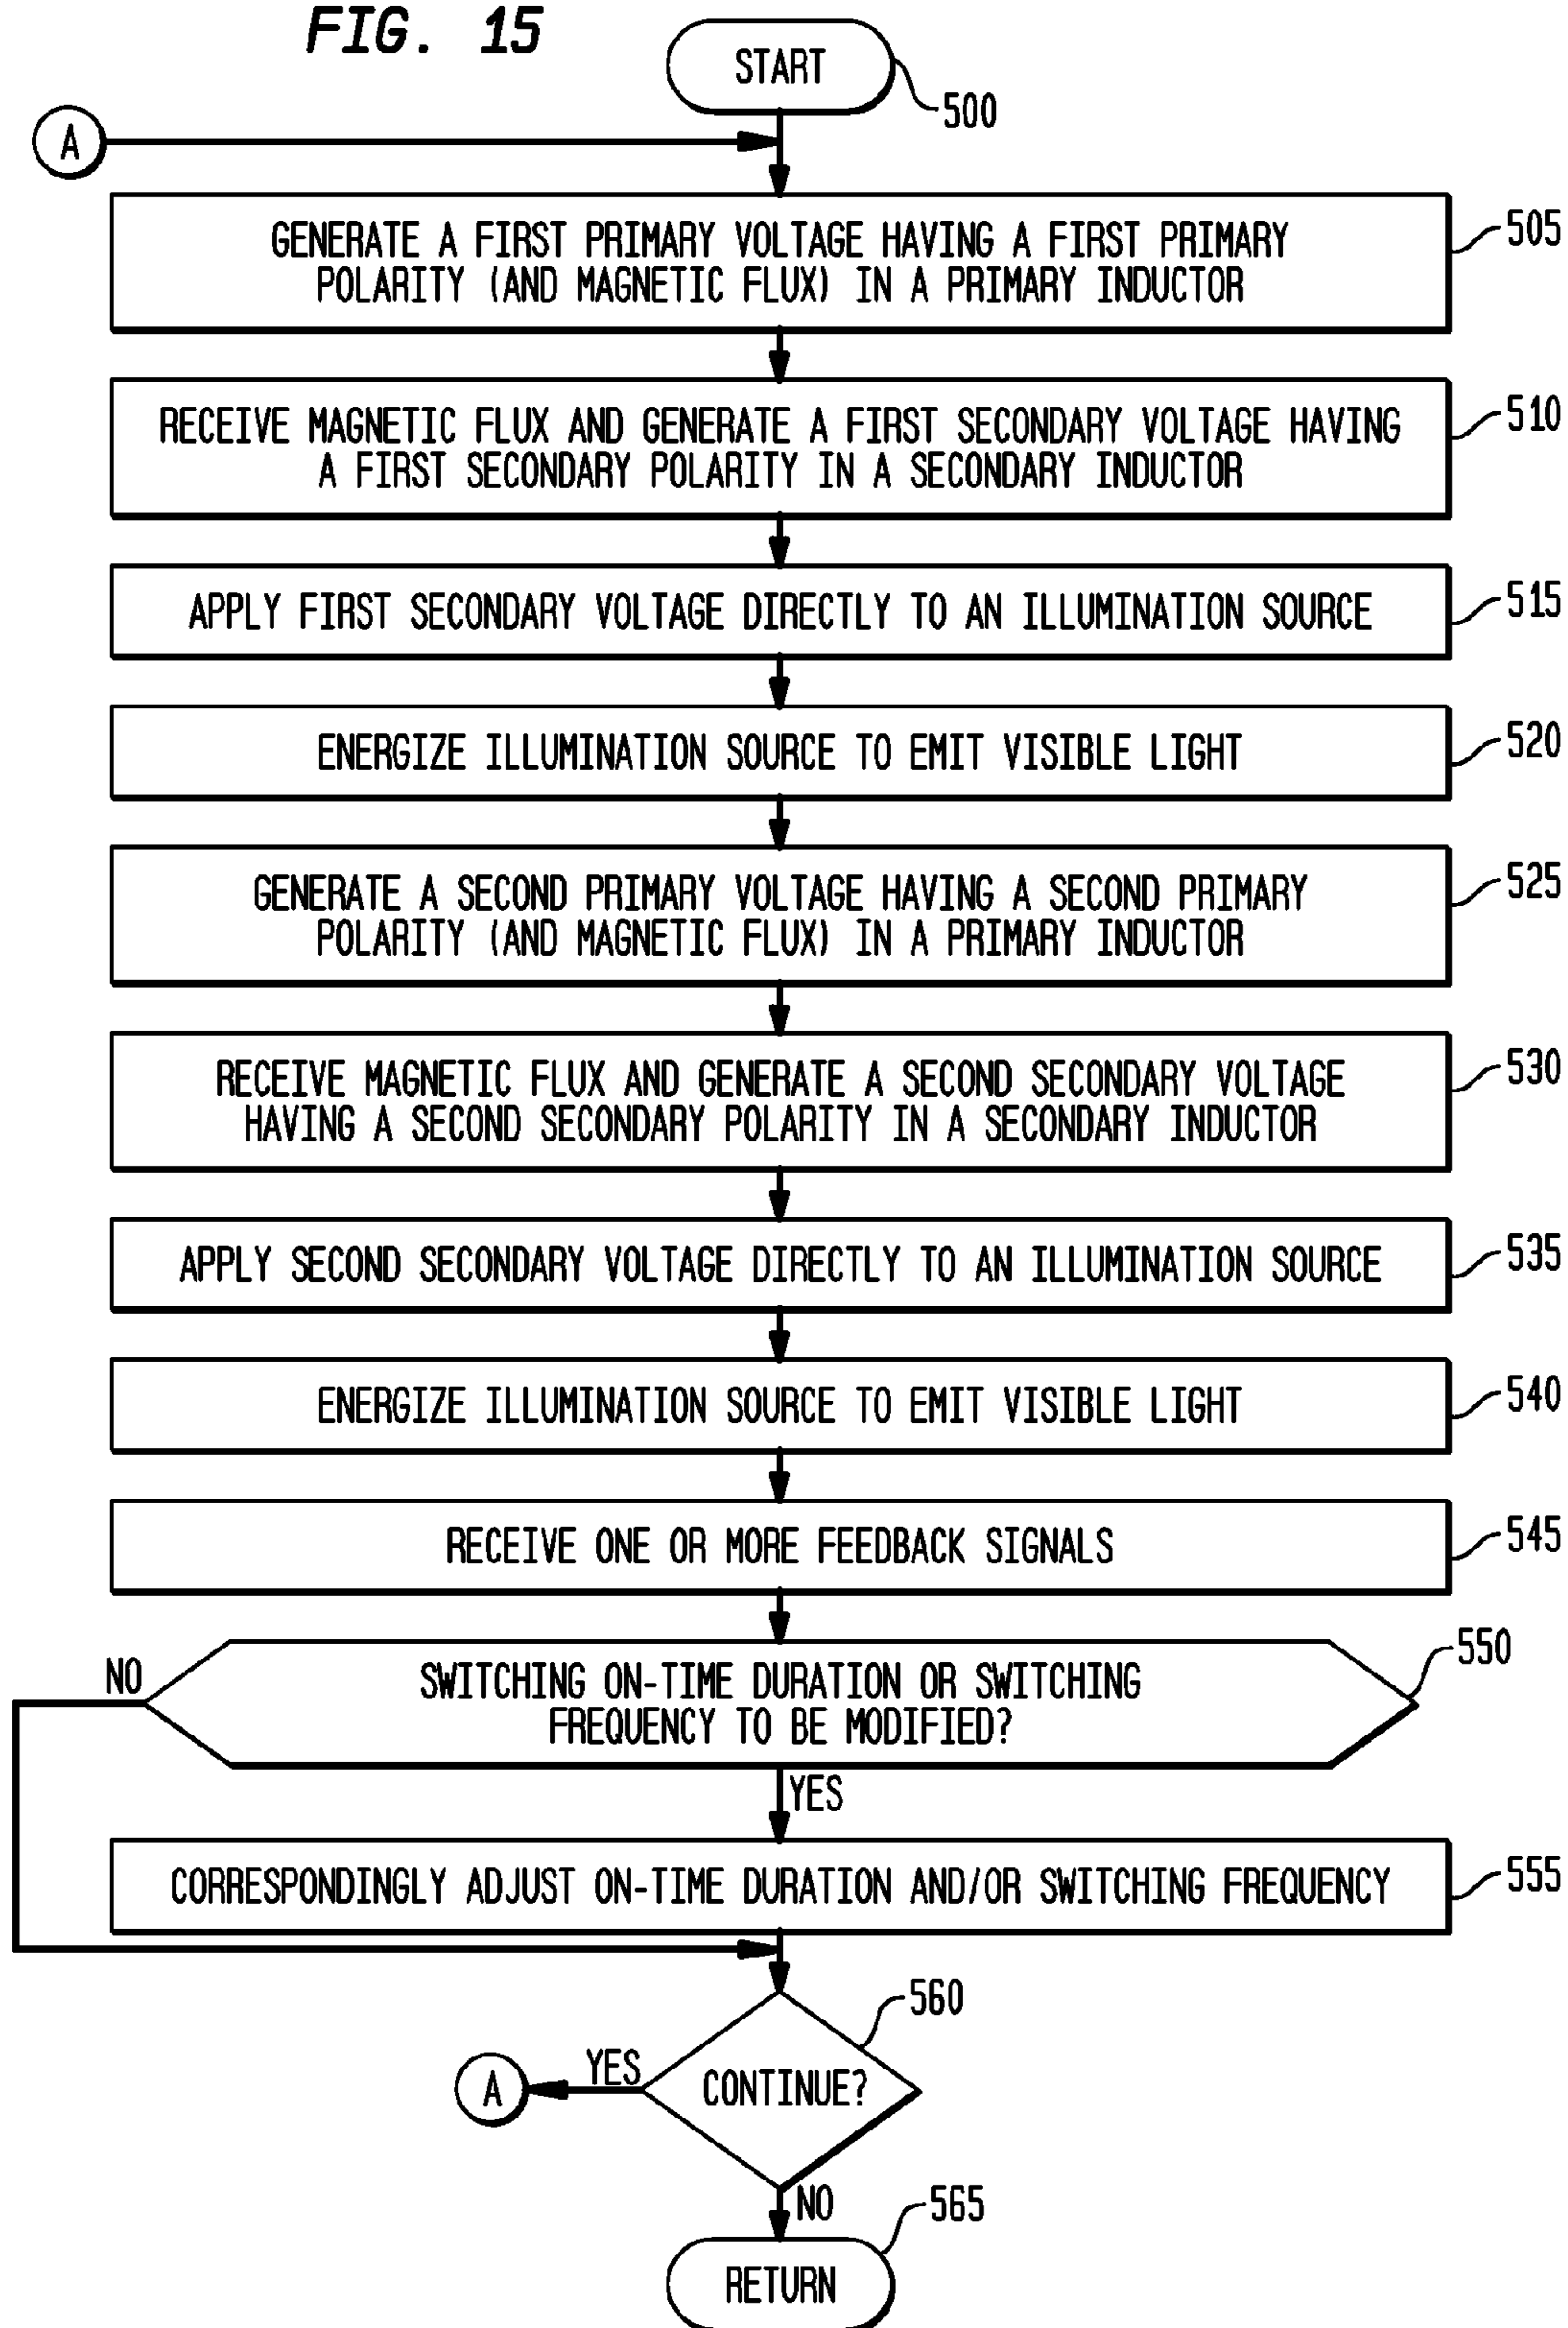 FIG. 15
START
500
A
GENERATE A FIRST PRIMARY VOLTAGE HAVING A FIRST PRIMARY
POLARITY (AND MAGNETIC FLUX) IN A PRIMARY INDUCTOR
505
RECEIVE MAGNETIC FLUX AND GENERATE A FIRST SECONDARY VOLTAGE HAVING
A FIRST SECONDARY POLARITY IN A SECONDARY INDUCTOR
510
APPLY FIRST SECONDARY VOLTAGE DIRECTLY TO AN ILLUMINATION SOURCE
515
ENERGIZE ILLUMINATION SOURCE TO EMIT VISIBLE LIGHT
520
GENERATE A SECOND PRIMARY VOLTAGE HAVING A SECOND PRIMARY
POLARITY (AND MAGNETIC FLUX) IN A PRIMARY INDUCTOR
525
RECEIVE MAGNETIC FLUX AND GENERATE A SECOND SECONDARY VOLTAGE
HAVING A SECOND SECONDARY POLARITY IN A SECONDARY INDUCTOR
530
APPLY SECOND SECONDARY VOLTAGE DIRECTLY TO AN ILLUMINATION SOURCE
535
ENERGIZE ILLUMINATION SOURCE TO EMIT VISIBLE LIGHT
540
RECEIVE ONE OR MORE FEEDBACK SIGNALS
545
NO
SWITCHING ON-TIME DURATION OR SWITCHING
FREQUENCY TO BE MODIFIED?
550
YES
CORRESPONDINGLY ADJUST ON-TIME DURATION AND/OR SWITCHING FREQUENCY
555
560
A
YES
CONTINUE?
NO
565
RETURN